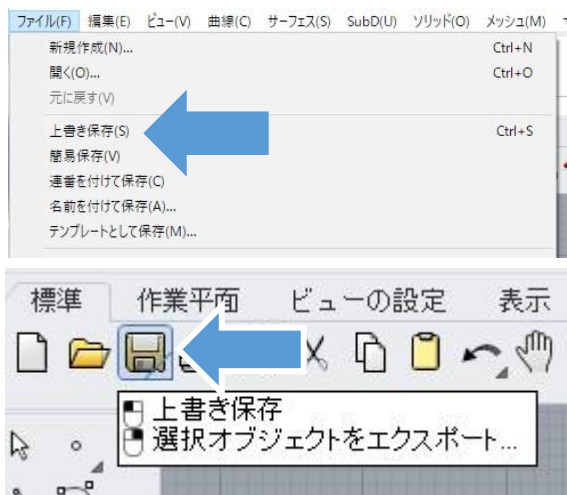 ファイル(F) 編集(E) ビュー(V) 曲線(C) サーフェス(S) SubD(U) ソリッド(O) メッシュ(M)
新規作成(N)... Ctrl+N
開く(O)... Ctrl+O
元に戻す(V)
上書き保存(S) Ctrl+S
簡易保存(V)
連番を付けて保存(C)
名前を付けて保存(A)...
テンプレートとして保存(M)...
標準 作業平面 ビューの設定 表示
上書き保存
選択オブジェクトをエクスポート...